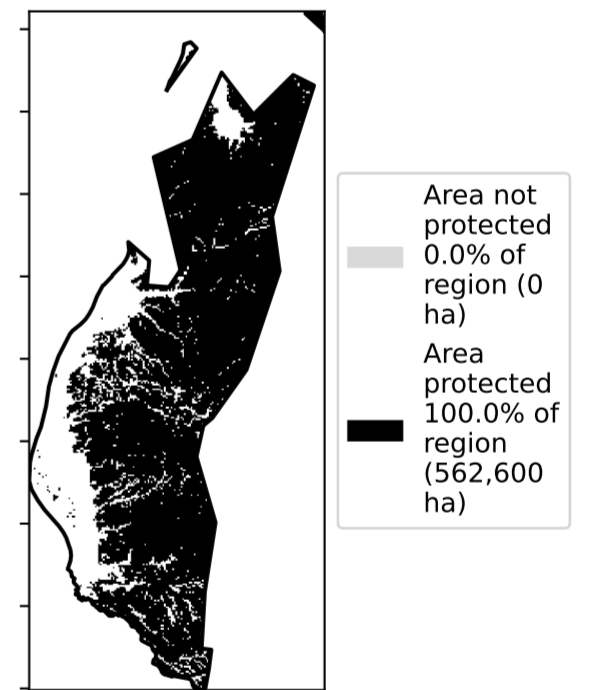 Area not
protected
0.0% of
region (0
ha)
Area
protected
100.0% of
region
(562,600
ha)